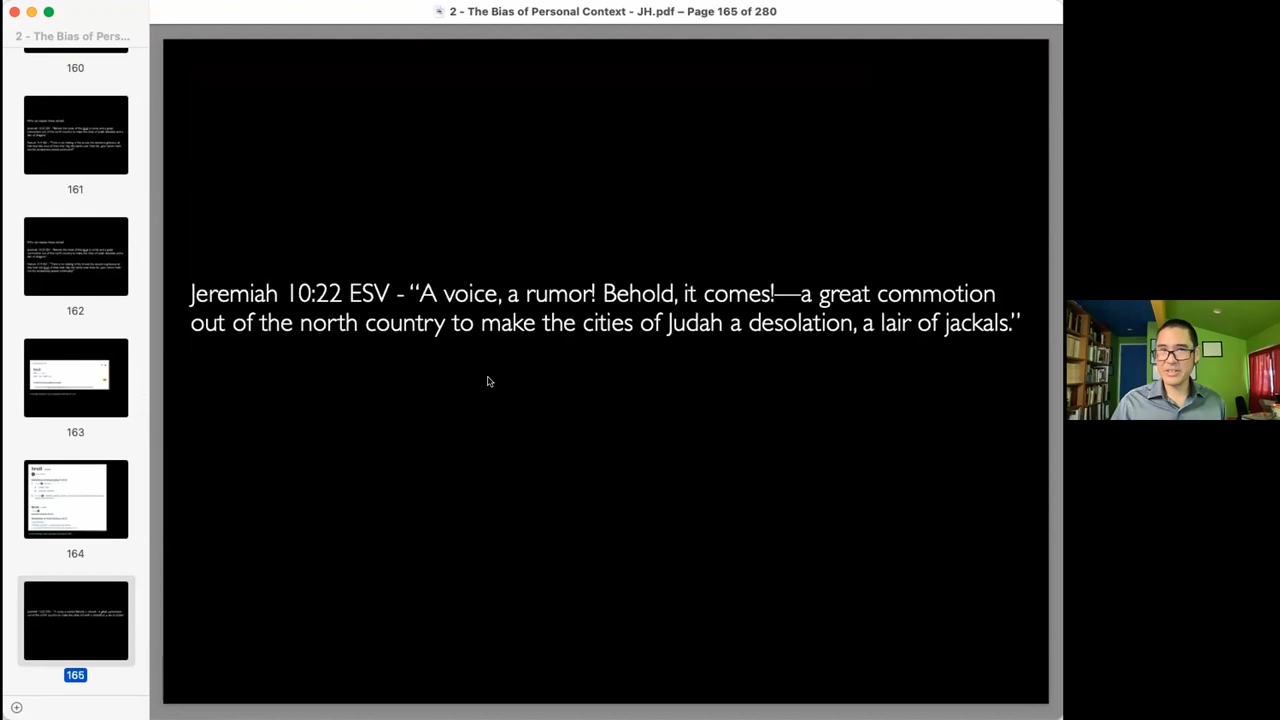 2 - The Bias of Personal Context - JH.pdf – Page 165 of 280
2 - The Bias of Pers...
160
161
162
163
164
165
Jeremiah 10:22 ESV - “A voice, a rumor! Behold, it comes!—a great commotion
out of the north country to make the cities of Judah a desolation, a lair of jackals.”